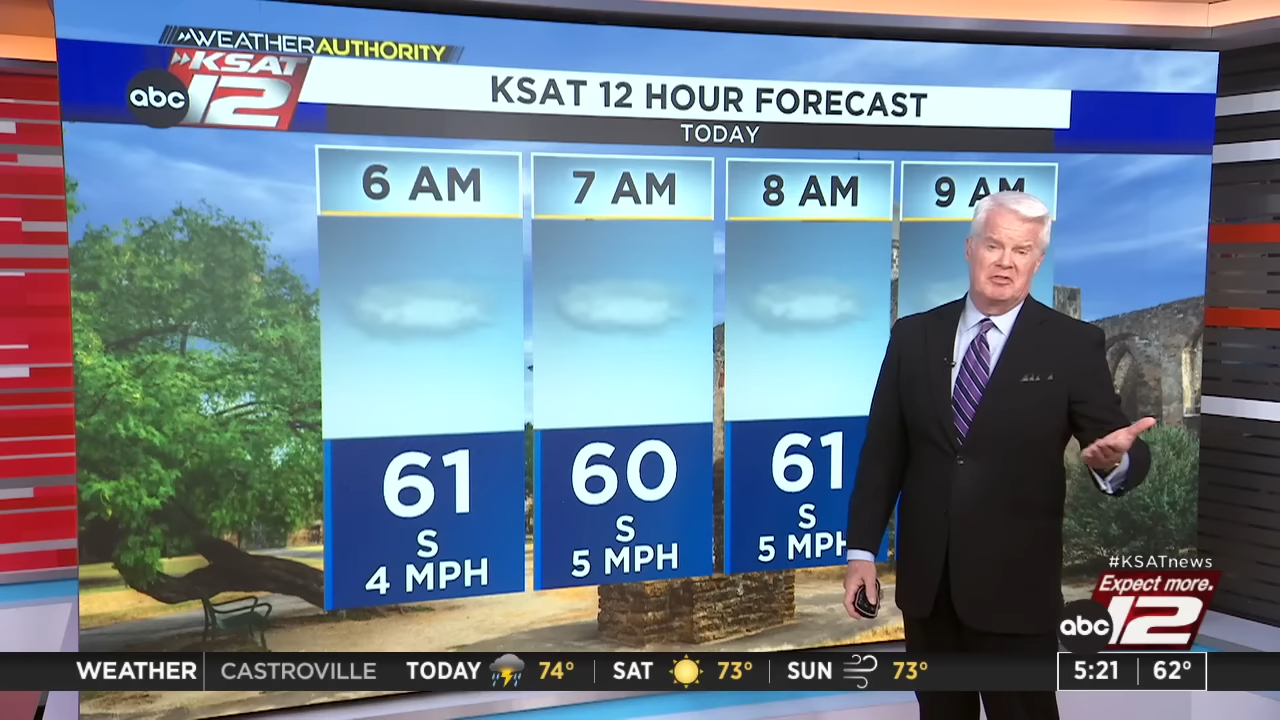 WEATHER AUTHORITY
KSAT
abc 12
KSAT 12 HOUR FORECAST
TODAY
6 AM 7 AM 8 AM 9 AM
61 60 61
S S S
4 MPH 5 MPH 5 MPH
#KSATnews
Expect more.
abc 12
WEATHER CASTROVILLE TODAY 74° SAT 73° SUN 73° 5:21 62°